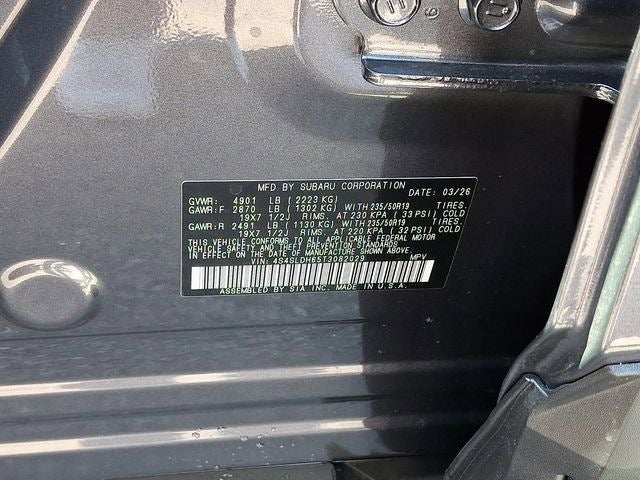 MFD BY SUBARU CORPORATION
GVWR: 4901 LB (2223 KG) DATE: 03/26
GAWR:F 2870 LB (1302 KG) WITH 235/50R19 TIRES.
19X7 1/2J RIMS. AT 230 KPA (33 PSI) COLD
GAWR:R 2491 LB (1130 KG) WITH 235/50R19 TIRES.
19X7 1/2J RIMS. AT 220 KPA (32 PSI) COLD
THIS VEHICLE CONFORMS TO ALL APPLICABLE FEDERAL MOTOR
VEHICLE SAFETY AND THEFT PREVENTION STANDARDS
IN EFFECT ON THE DATE OF MANUFACTURE SHOWN ABOVE.
VIN: 4S4SLDH65T3082029 MPV
ASSEMBLED BY SIA INC. MADE IN U.S.A.